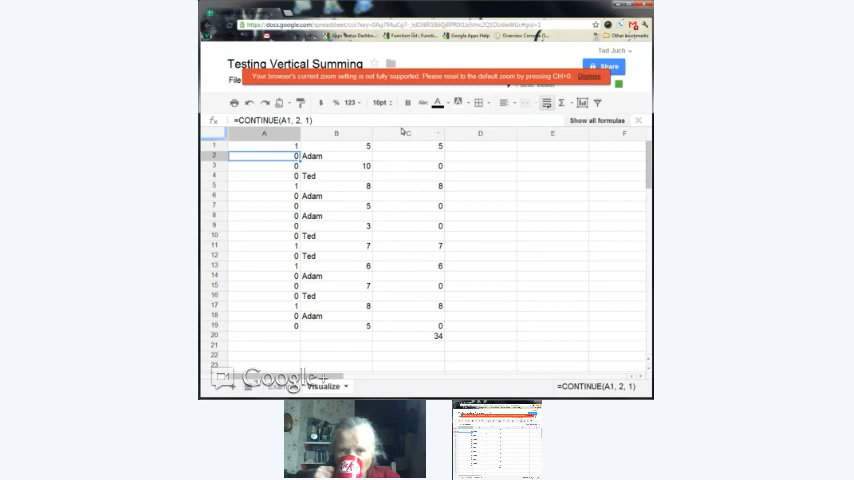 Ted Juch
Testing Vertical Summing
Share
File
Your browser's current zoom setting is not fully supported. Please reset to the default zoom by pressing Ctrl+0. Dismiss
$ % 123 10pt B Abc A A Σ
fx =CONTINUE(A1, 2, 1) Show all formulas
A B C D E F
1 1 5 5
2 0 Adam
3 0 10 0
4 0 Ted
5 1 8 8
6 0 Adam
7 0 5 0
8 0 Adam
9 0 3 0
10 0 Ted
11 1 7 7
12 0 Ted
13 1 6 6
14 0 Adam
15 0 7 0
16 0 Ted
17 1 8 8
18 0 Adam
19 0 5 0
20 34
21
22
Google+
Visualize =CONTINUE(A1, 2, 1)